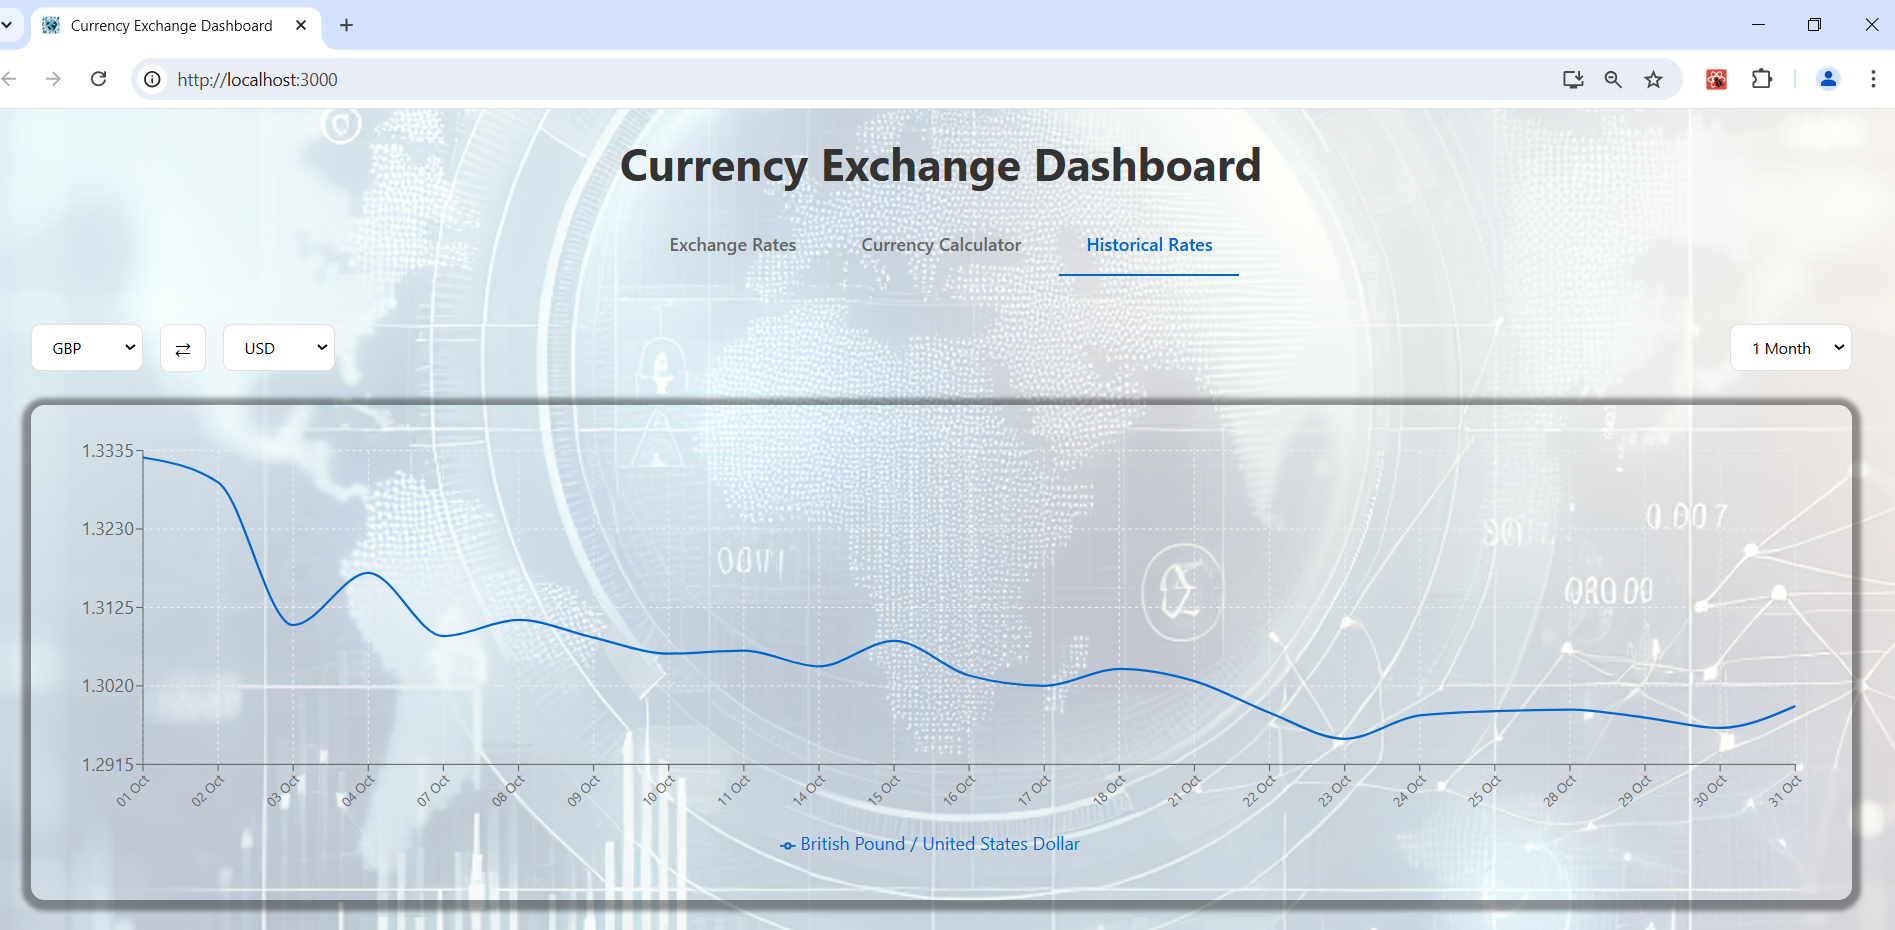 Currency Exchange Dashboard
http://localhost:3000
Currency Exchange Dashboard
Exchange Rates Currency Calculator Historical Rates
GBP ⇄ USD 1 Month
1.3335
1.3230
1.3125
1.3020
1.2915
01 Oct 02 Oct 03 Oct 04 Oct 07 Oct 08 Oct 09 Oct 10 Oct 11 Oct 14 Oct 15 Oct 16 Oct 17 Oct 18 Oct 21 Oct 22 Oct 23 Oct 24 Oct 25 Oct 28 Oct 29 Oct 30 Oct 31 Oct
British Pound / United States Dollar
0.007